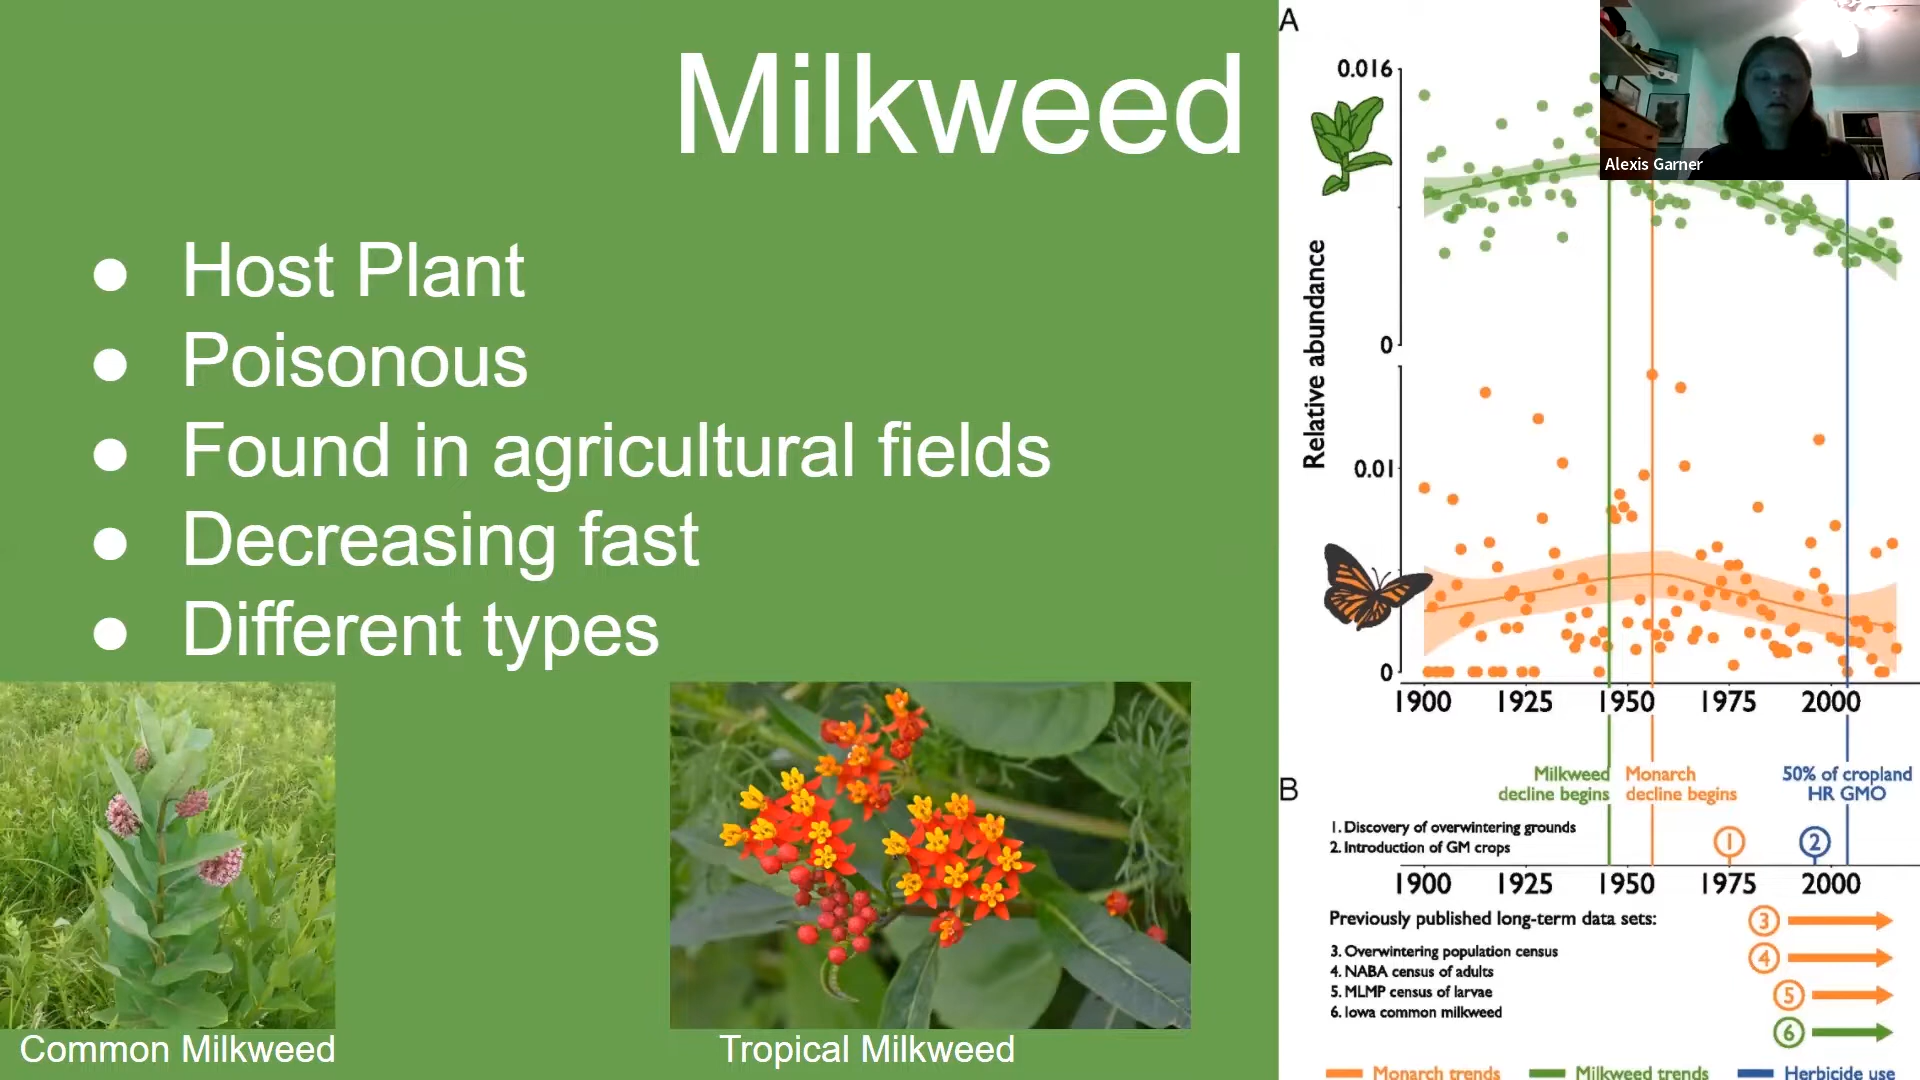 Milkweed
● Host Plant
● Poisonous
● Found in agricultural fields
● Decreasing fast
● Different types
Common Milkweed
Tropical Milkweed
A
Alexis Garner
Relative abundance
0.016
0
0.01
0
1900 1925 1950 1975 2000
B
Milkweed decline begins
Monarch decline begins
50% of cropland HR GMO
1. Discovery of overwintering grounds
2. Introduction of GM crops
1
2
1900 1925 1950 1975 2000
Previously published long-term data sets:
3. Overwintering population census
4. NABA census of adults
5. MLMP census of larvae
6. Iowa common milkweed
3
4
5
6
Monarch trends
Milkweed trends
Herbicide use